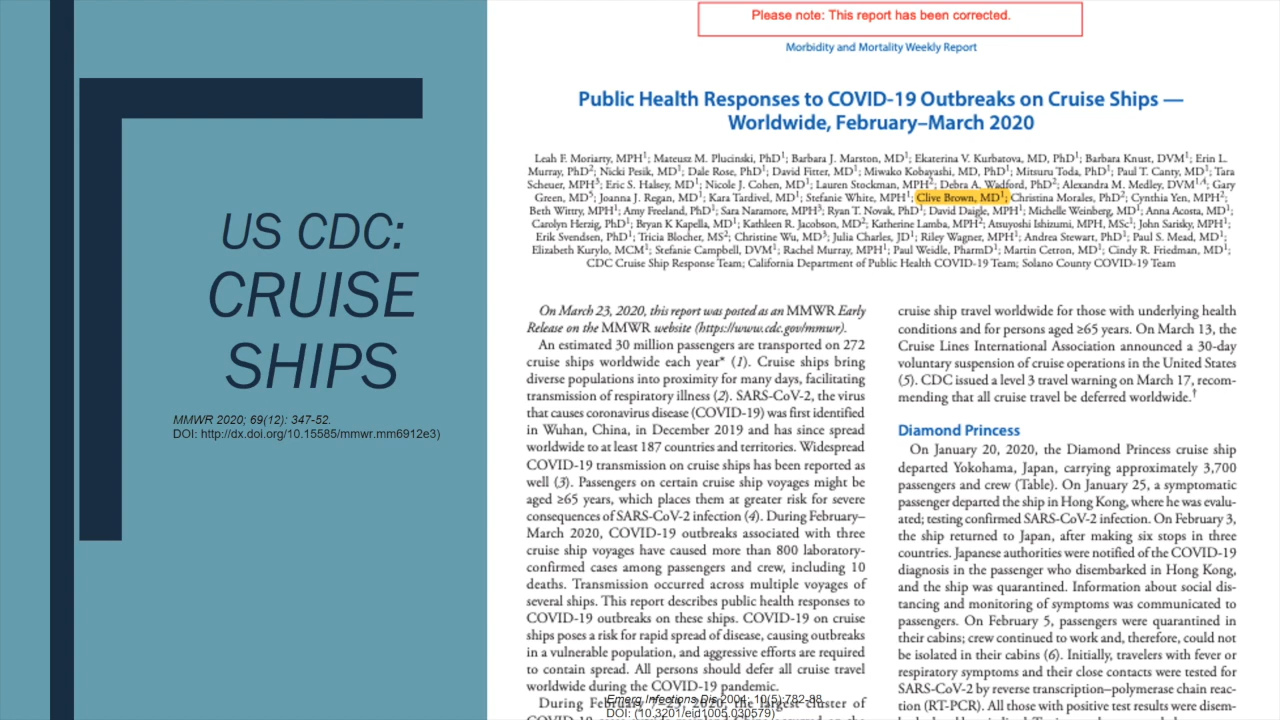 US CDC:
CRUISE
SHIPS
MMWR 2020; 69(12): 347-52.
DOI: http://dx.doi.org/10.15585/mmwr.mm6912e3)
Please note: This report has been corrected.
Morbidity and Mortality Weekly Report
Public Health Responses to COVID-19 Outbreaks on Cruise Ships —
Worldwide, February–March 2020
Leah F. Moriarty, MPH1; Mateusz M. Plucinski, PhD1; Barbara J. Marston, MD1; Ekaterina V. Kurbatova, MD, PhD1; Barbara Knust, DVM1; Erin L.
Murray, PhD2; Nicki Pesik, MD1; Dale Rose, PhD1; David Fitter, MD1; Miwako Kobayashi, MD, PhD1; Mitsuru Toda, PhD1; Paul T. Canty, MD1; Tara
Scheuer, MPH3; Eric S. Halsey, MD1; Nicole J. Cohen, MD1; Lauren Stockman, MPH2; Debra A. Wadford, PhD2; Alexandra M. Medley, DVM1,4; Gary
Green, MD5; Joanna J. Regan, MD1; Kara Tardivel, MD1; Stefanie White, MPH1; Clive Brown, MD1; Christina Morales, PhD2; Cynthia Yen, MPH2;
Beth Wittry, MPH1; Amy Freeland, PhD1; Sara Naramore, MPH3; Ryan T. Novak, PhD1; David Daigle, MPH1; Michelle Weinberg, MD1; Anna Acosta, MD1;
Carolyn Herzig, PhD1; Bryan K Kapella, MD1; Kathleen R. Jacobson, MD2; Katherine Lamba, MPH2; Atsuyoshi Ishizumi, MPH, MSc1; John Sarisky, MPH1;
Erik Svendsen, PhD1; Tricia Blocher, MS2; Christine Wu, MD3; Julia Charles, JD1; Riley Wagner, MPH1; Andrea Stewart, PhD1; Paul S. Mead, MD1;
Elizabeth Kurylo, MCM1; Stefanie Campbell, DVM1; Rachel Murray, MPH1; Paul Weidle, PharmD1; Martin Cetron, MD1; Cindy R. Friedman, MD1;
CDC Cruise Ship Response Team; California Department of Public Health COVID-19 Team; Solano County COVID-19 Team
On March 23, 2020, this report was posted as an MMWR Early
Release on the MMWR website (https://www.cdc.gov/mmwr).
An estimated 30 million passengers are transported on 272
cruise ships worldwide each year* (1). Cruise ships bring
diverse populations into proximity for many days, facilitating
transmission of respiratory illness (2). SARS-CoV-2, the virus
that causes coronavirus disease (COVID-19) was first identified
in Wuhan, China, in December 2019 and has since spread
worldwide to at least 187 countries and territories. Widespread
COVID-19 transmission on cruise ships has been reported as
well (3). Passengers on certain cruise ship voyages might be
aged ≥65 years, which places them at greater risk for severe
consequences of SARS-CoV-2 infection (4). During February–
March 2020, COVID-19 outbreaks associated with three
cruise ship voyages have caused more than 800 laboratory-
confirmed cases among passengers and crew, including 10
deaths. Transmission occurred across multiple voyages of
several ships. This report describes public health responses to
COVID-19 outbreaks on these ships. COVID-19 on cruise
ships poses a risk for rapid spread of disease, causing outbreaks
in a vulnerable population, and aggressive efforts are required
to contain spread. All persons should defer all cruise travel
worldwide during the COVID-19 pandemic.
During February 7–23, 2020, the largest cluster of
Emerg Infections Dis 2004; 10(5):782-88
DOI: (10.3201/eid1005.030579)
cruise ship travel worldwide for those with underlying health
conditions and for persons aged ≥65 years. On March 13, the
Cruise Lines International Association announced a 30-day
voluntary suspension of cruise operations in the United States
(5). CDC issued a level 3 travel warning on March 17, recom-
mending that all cruise travel be deferred worldwide.†
Diamond Princess
On January 20, 2020, the Diamond Princess cruise ship
departed Yokohama, Japan, carrying approximately 3,700
passengers and crew (Table). On January 25, a symptomatic
passenger departed the ship in Hong Kong, where he was evalu-
ated; testing confirmed SARS-CoV-2 infection. On February 3,
the ship returned to Japan, after making six stops in three
countries. Japanese authorities were notified of the COVID-19
diagnosis in the passenger who disembarked in Hong Kong,
and the ship was quarantined. Information about social dis-
tancing and monitoring of symptoms was communicated to
passengers. On February 5, passengers were quarantined in
their cabins; crew continued to work and, therefore, could not
be isolated in their cabins (6). Initially, travelers with fever or
respiratory symptoms and their close contacts were tested for
SARS-CoV-2 by reverse transcription–polymerase chain reac-
tion (RT-PCR). All those with positive test results were disem-